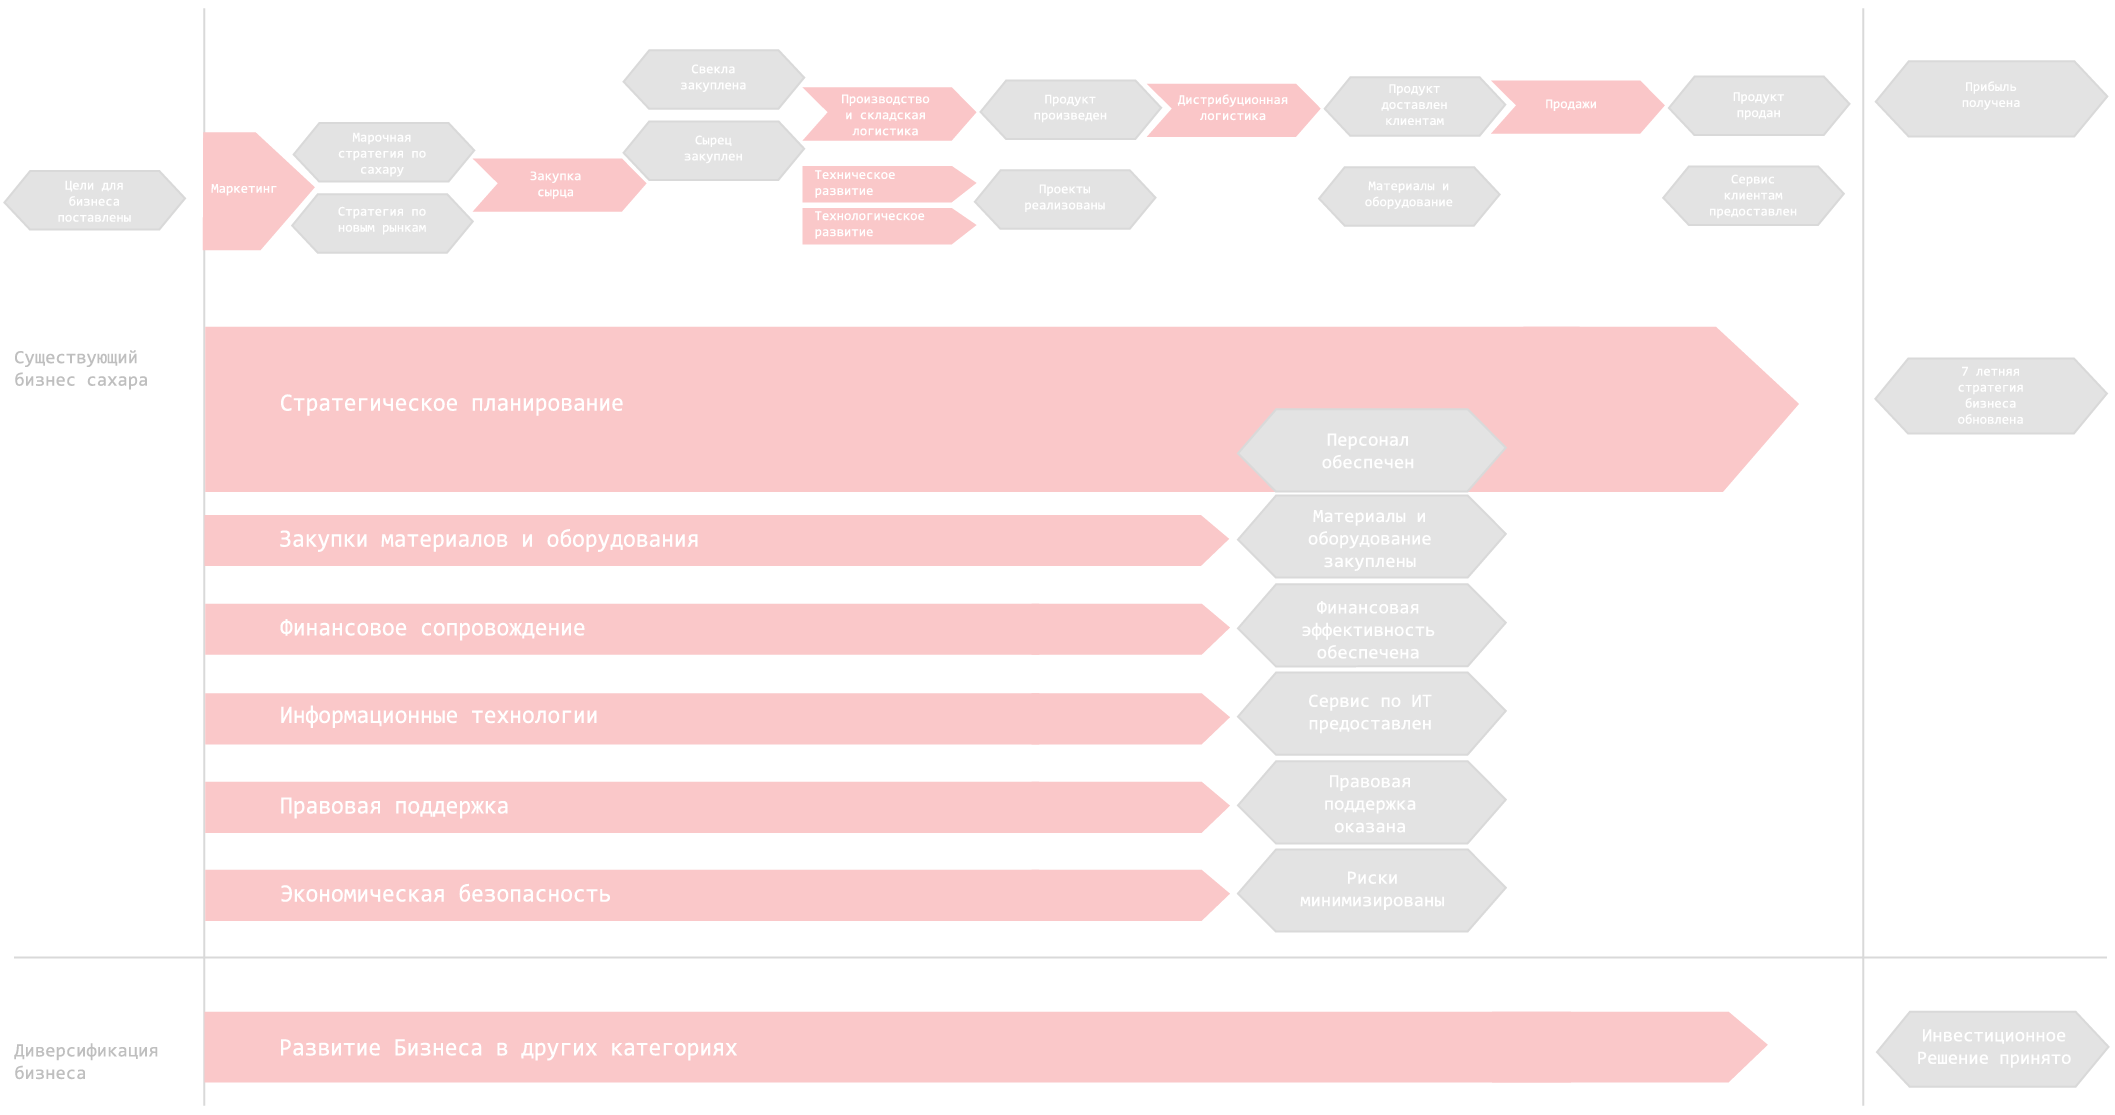 Цели для
бизнеса
поставлены
Маркетинг
Марочная
стратегия по
сахару
Стратегия по
новым рынкам
Закупка
сырца
Свекла
закуплена
Сырец
закуплен
Производство
и складская
логистика
Техническое
развитие
Технологическое
развитие
Продукт
произведен
Проекты
реализованы
Дистрибуционная
логистика
Продукт
доставлен
клиентам
Материалы и
оборудование
Продажи
Продукт
продан
Сервис
клиентам
предоставлен
Прибыль
получена
Существующий
бизнес сахара
Стратегическое планирование
Персонал
обеспечен
7 летняя
стратегия
бизнеса
обновлена
Закупки материалов и оборудования
Материалы и
оборудование
закуплены
Финансовое сопровождение
Финансовая
эффективность
обеспечена
Информационные технологии
Сервис по ИТ
предоставлен
Правовая поддержка
Правовая
поддержка
оказана
Экономическая безопасность
Риски
минимизированы
Диверсификация
бизнеса
Развитие Бизнеса в других категориях
Инвестиционное
Решение принято